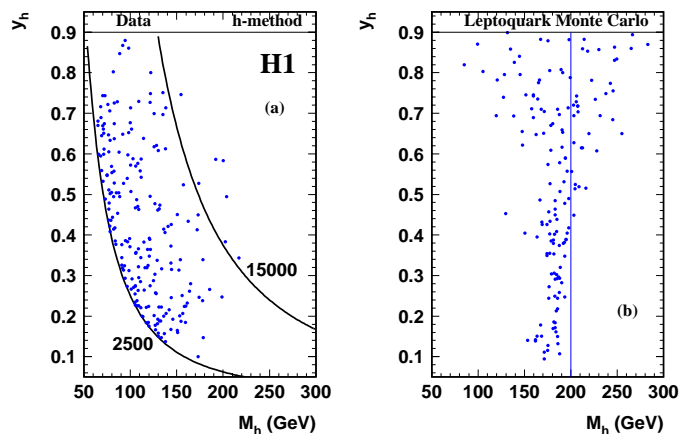 Data h-method
Leptoquark Monte Carlo
y_h
y_h
0.9
0.8
0.7
0.6
0.5
0.4
0.3
0.2
0.1
H1
(a)
15000
2500
50 100 150 200 250 300
M_h (GeV)
0.9
0.8
0.7
0.6
0.5
0.4
0.3
0.2
0.1
(b)
50 100 150 200 250 300
M_h (GeV)